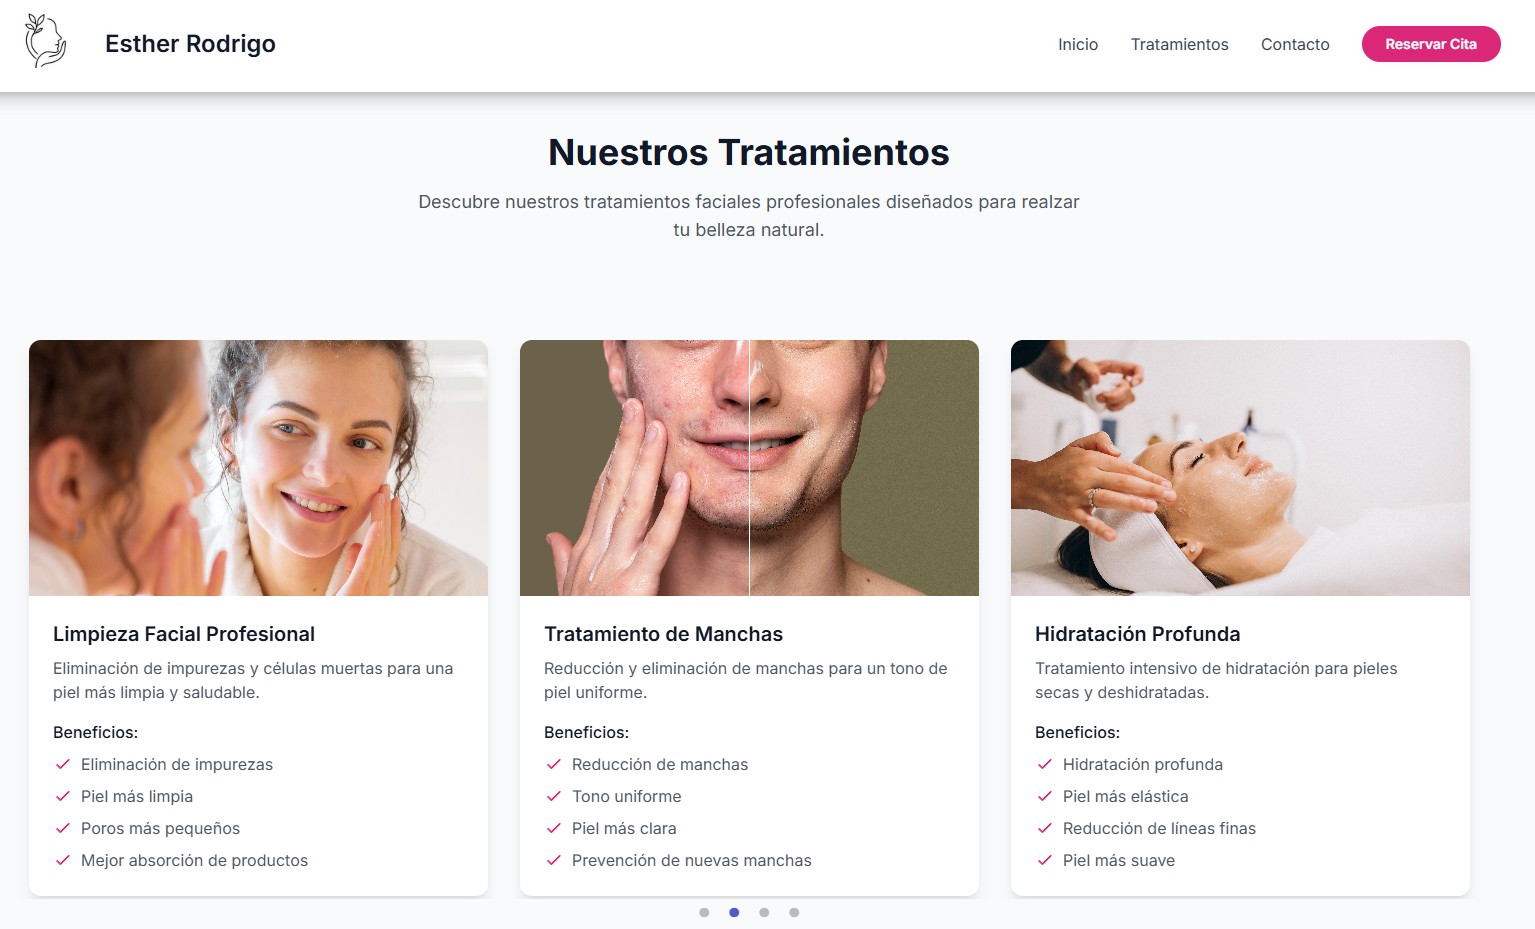 Esther Rodrigo
Inicio
Tratamientos
Contacto
Reservar Cita
Nuestros Tratamientos
Descubre nuestros tratamientos faciales profesionales diseñados para realzar
tu belleza natural.
Limpieza Facial Profesional
Eliminación de impurezas y células muertas para una
piel más limpia y saludable.
Beneficios:
Eliminación de impurezas
Piel más limpia
Poros más pequeños
Mejor absorción de productos
Tratamiento de Manchas
Reducción y eliminación de manchas para un tono de
piel uniforme.
Beneficios:
Reducción de manchas
Tono uniforme
Piel más clara
Prevención de nuevas manchas
Hidratación Profunda
Tratamiento intensivo de hidratación para pieles
secas y deshidratadas.
Beneficios:
Hidratación profunda
Piel más elástica
Reducción de líneas finas
Piel más suave